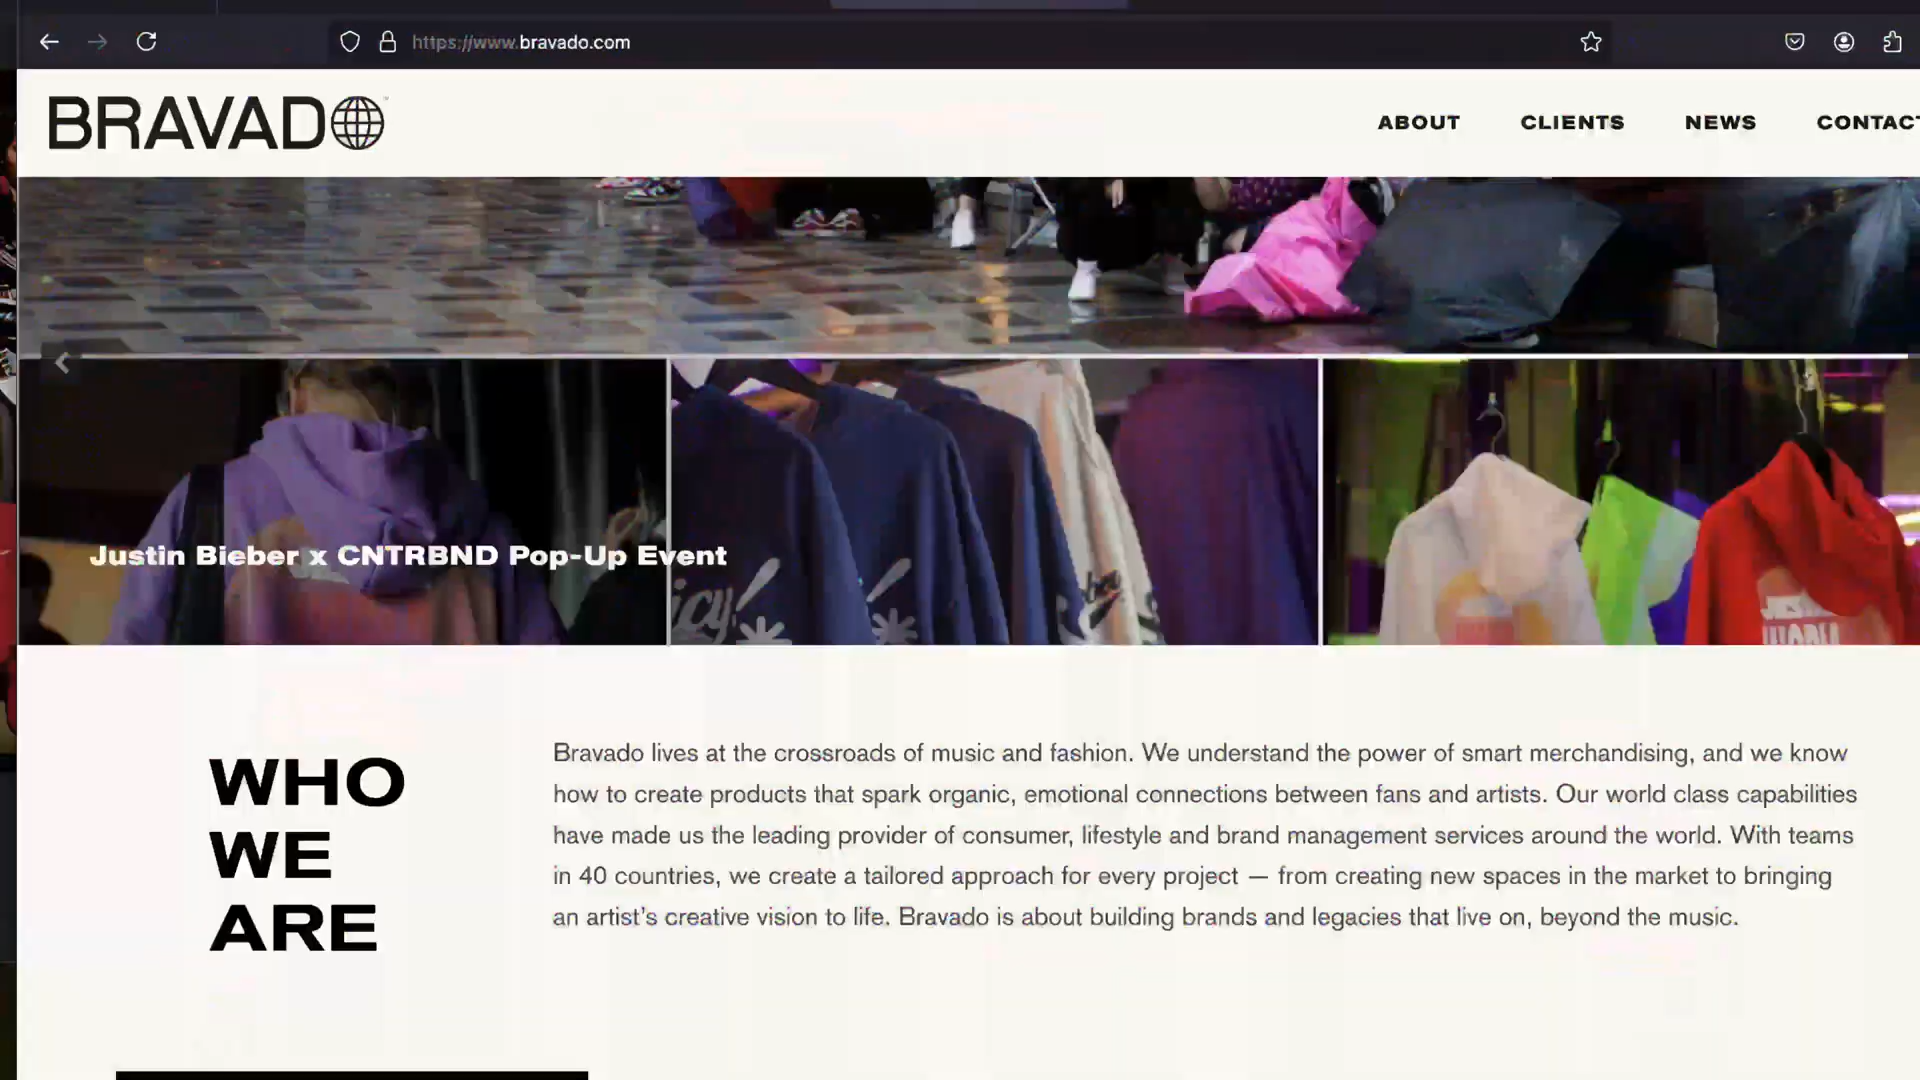 https://www.bravado.com
BRAVADO
ABOUT CLIENTS NEWS CONTACT
Justin Bieber x CNTRBND Pop-Up Event
WHO
WE
ARE
Bravado lives at the crossroads of music and fashion. We understand the power of smart merchandising, and we know
how to create products that spark organic, emotional connections between fans and artists. Our world class capabilities
have made us the leading provider of consumer, lifestyle and brand management services around the world. With teams
in 40 countries, we create a tailored approach for every project — from creating new spaces in the market to bringing
an artist's creative vision to life. Bravado is about building brands and legacies that live on, beyond the music.